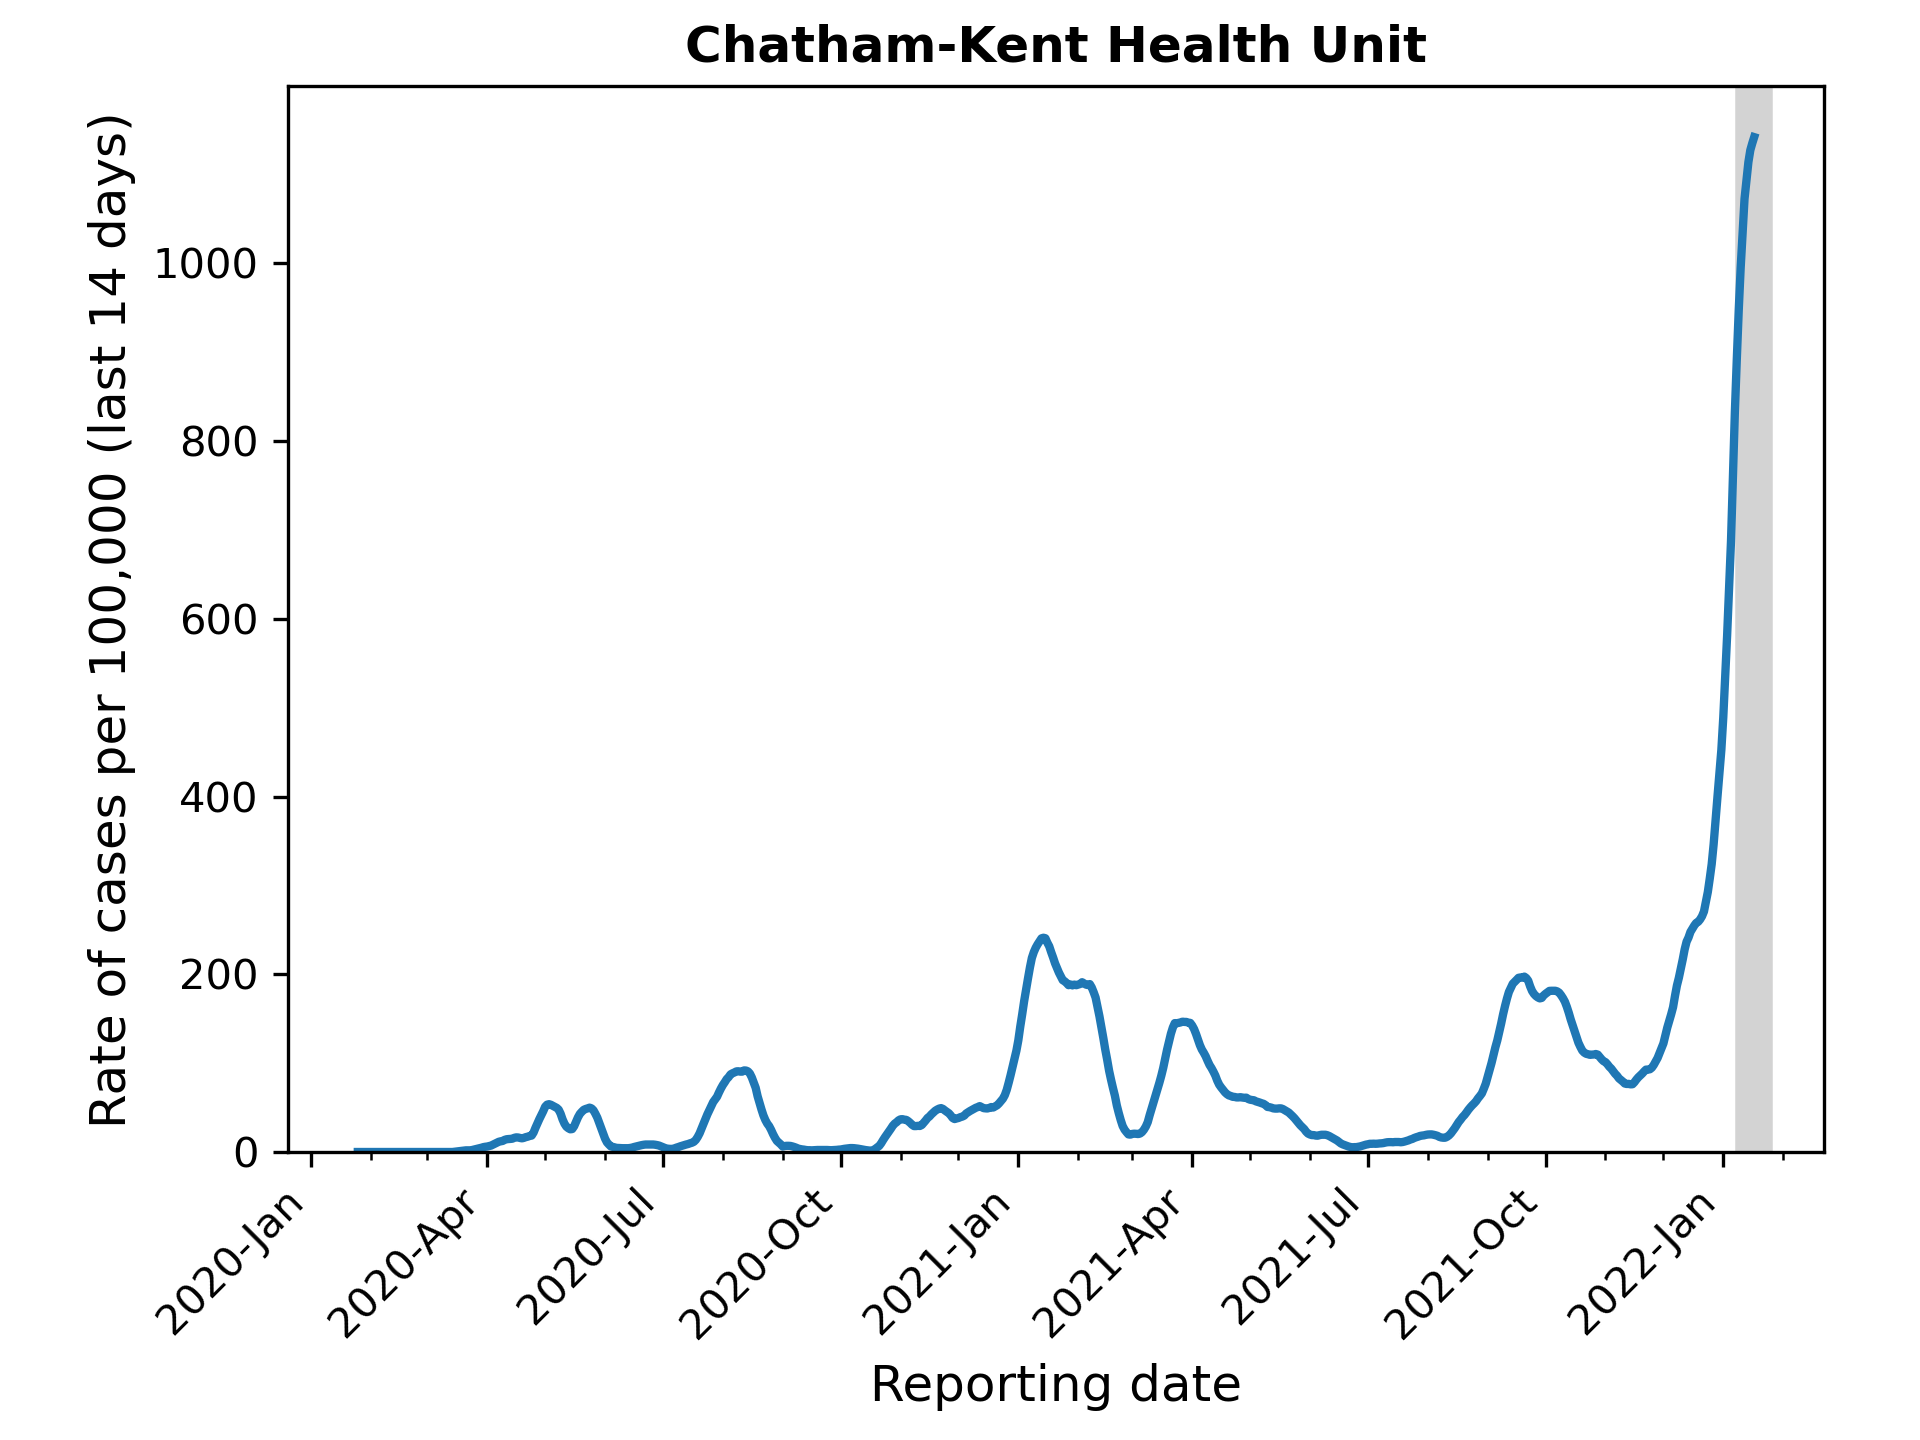 Chatham-Kent Health Unit
Rate of cases per 100,000 (last 14 days)
1000
800
600
400
200
0
2020-Jan
2020-Apr
2020-Jul
2020-Oct
2021-Jan
2021-Apr
2021-Jul
2021-Oct
2022-Jan
Reporting date